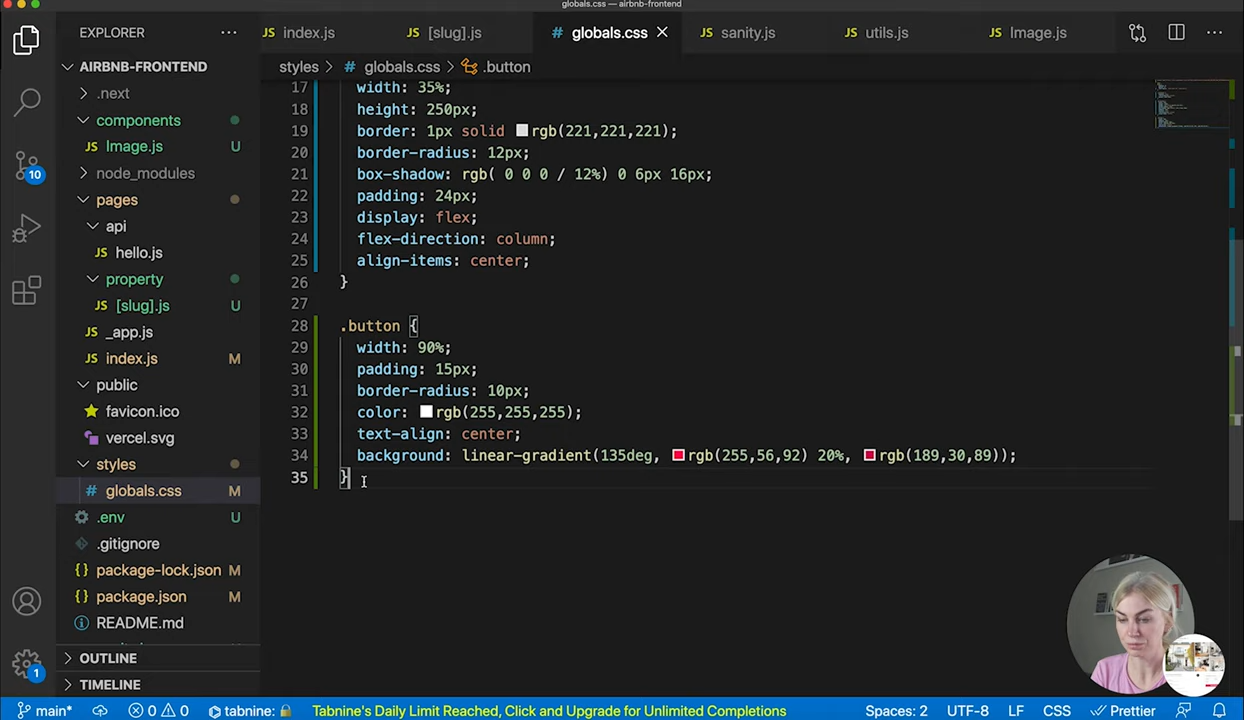 globals.css — airbnb-frontend
EXPLORER
index.js
[slug].js
globals.css
sanity.js
utils.js
Image.js
AIRBNB-FRONTEND
styles > globals.css > .button
.next
components
Image.js U
node_modules
pages
api
hello.js
property
[slug].js U
_app.js
index.js M
public
favicon.ico
vercel.svg
styles
globals.css M
.env U
.gitignore
package-lock.json M
package.json M
README.md
OUTLINE
TIMELINE
10
1
17 width: 35%;
18 height: 250px;
19 border: 1px solid rgb(221,221,221);
20 border-radius: 12px;
21 box-shadow: rgb( 0 0 0 / 12%) 0 6px 16px;
22 padding: 24px;
23 display: flex;
24 flex-direction: column;
25 align-items: center;
26 }
27
28 .button {
29 width: 90%;
30 padding: 15px;
31 border-radius: 10px;
32 color: rgb(255,255,255);
33 text-align: center;
34 background: linear-gradient(135deg, rgb(255,56,92) 20%, rgb(189,30,89));
35 }
main* 0 0 tabnine: Tabnine's Daily Limit Reached, Click and Upgrade for Unlimited Completions Spaces: 2 UTF-8 LF CSS Prettier